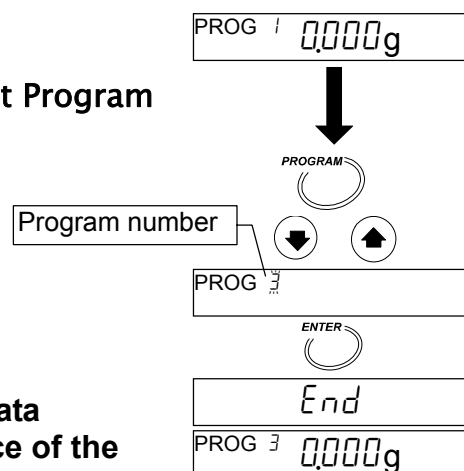 PROG 1 0.000g
t Program
PROGRAM
Program number
PROG 3
ENTER
End
ata
ce of the
PROG 3 0.000g